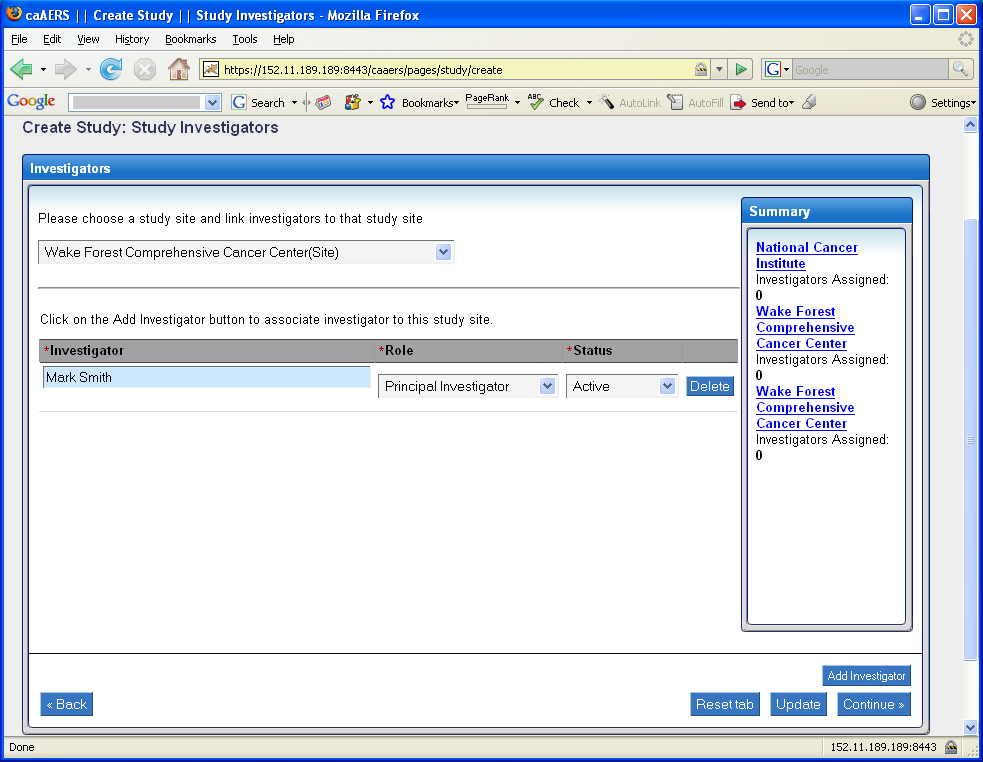 caAERS || Create Study || Study Investigators - Mozilla Firefox
File Edit View History Bookmarks Tools Help
https://152.11.189.189:8443/caaers/pages/study/create
G Google
Google G Search Bookmarks PageRank ABC Check AutoLink AutoFill Send to Settings
Create Study: Study Investigators
Investigators
Please choose a study site and link investigators to that study site
Wake Forest Comprehensive Cancer Center(Site)
Click on the Add Investigator button to associate investigator to this study site.
*Investigator *Role *Status
Mark Smith Principal Investigator Active Delete
Summary
National Cancer
Institute
Investigators Assigned:
0
Wake Forest
Comprehensive
Cancer Center
Investigators Assigned:
0
Wake Forest
Comprehensive
Cancer Center
Investigators Assigned:
0
Add Investigator
« Back Reset tab Update Continue »
Done 152.11.189.189:8443